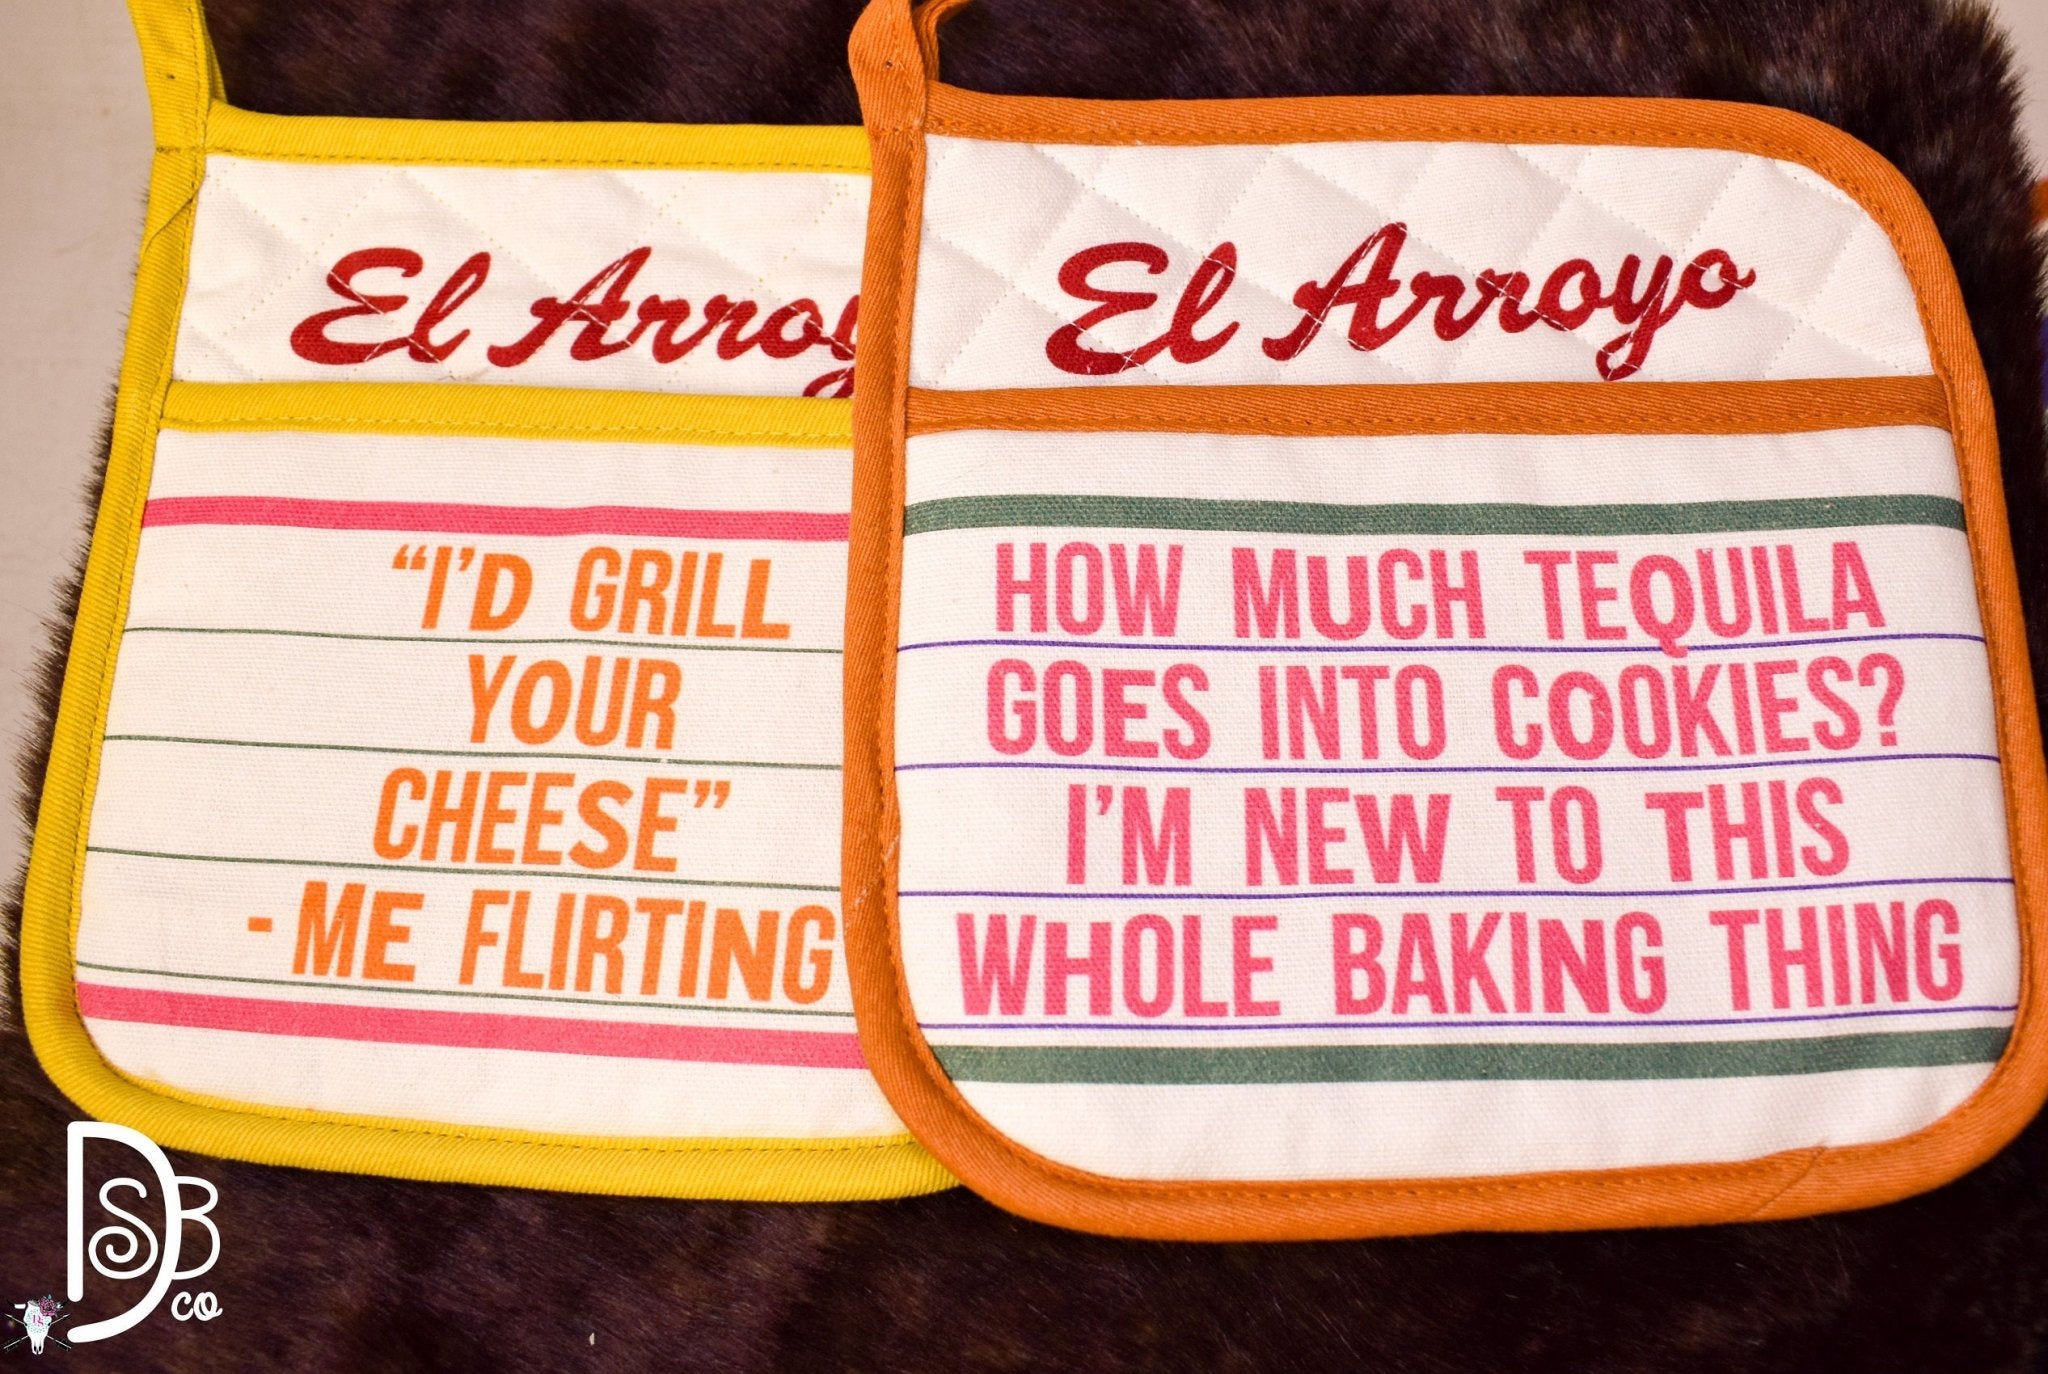 El Arroy
"I'D GRILL
YOUR
CHEESE"
- ME FLIRTING
El Arroyo
HOW MUCH TEQUILA
GOES INTO COOKIES?
I'M NEW TO THIS
WHOLE BAKING THING
DSB
co